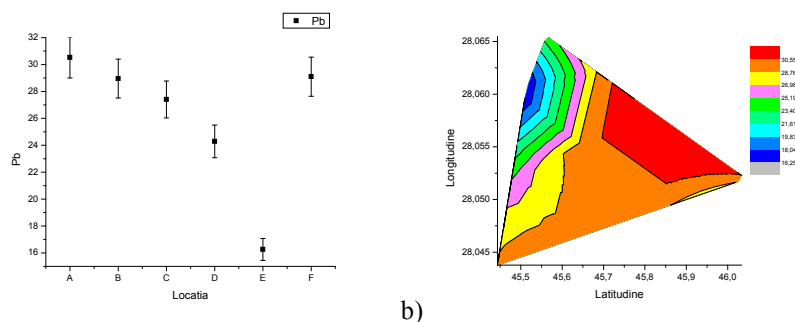 Pb
32
30
28
26
24
22
20
18
16
Pb
A B C D E F
Locatia
b)
28,065
28,060
28,055
28,050
28,045
Longitudine
45,5 45,6 45,7 45,8 45,9 46,0
Latitudine
30,55
28,76
26,98
25,19
23,40
21,61
19,83
18,04
16,25